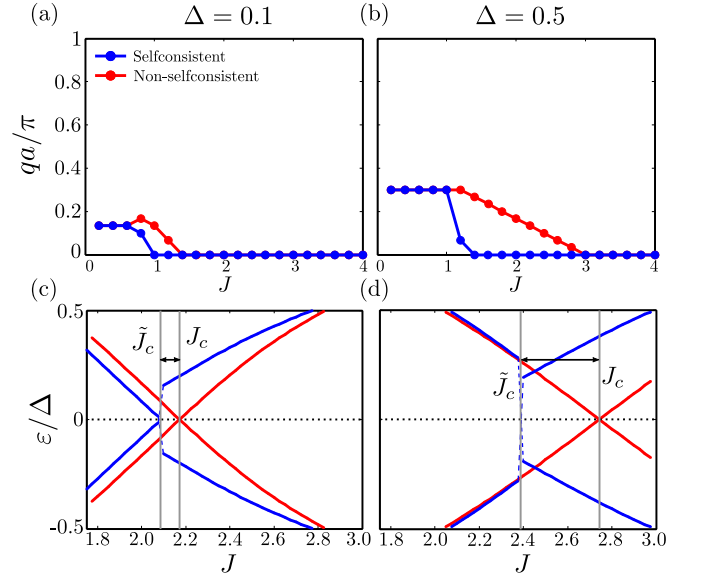 (a) Δ = 0.1
(b) Δ = 0.5
qa/π
1
0.8
0.6
0.4
0.2
0
Selfconsistent
Non-selfconsistent
0 1 2 3 4
J
0 1 2 3 4
J
(c)
(d)
ε/Δ
0.5
0
-0.5
J̃c Jc
1.8 2.0 2.2 2.4 2.6 2.8 3.0
J
J̃c Jc
1.8 2.0 2.2 2.4 2.6 2.8 3.0
J